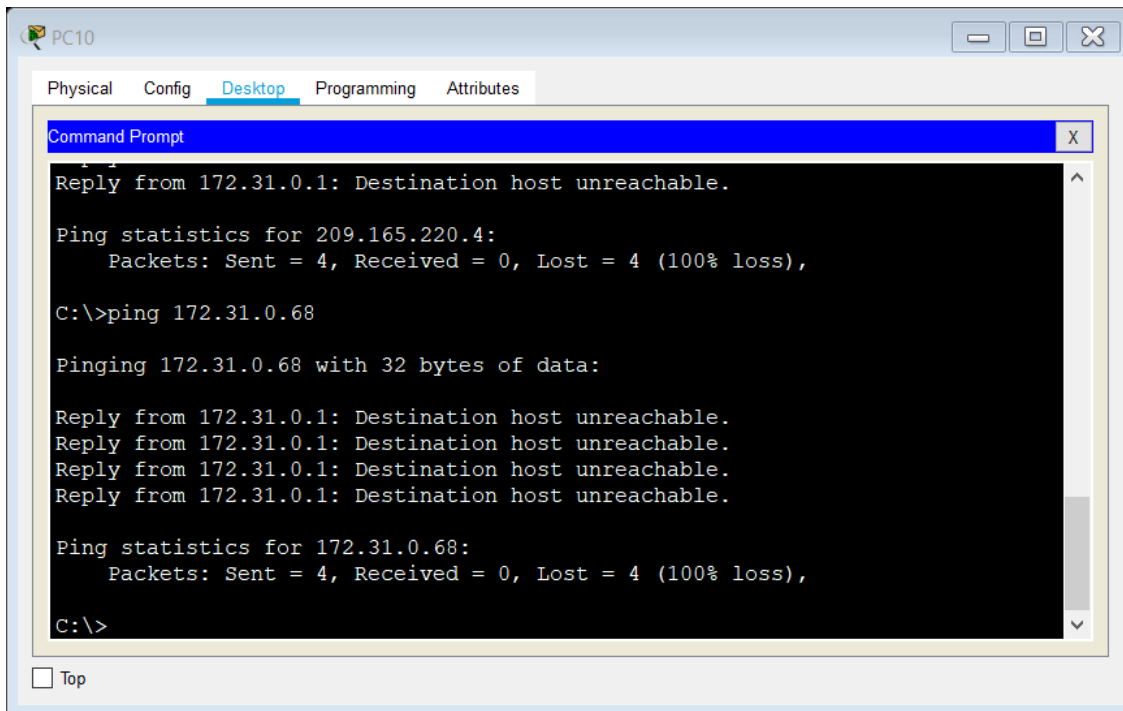 PC10
Physical Config Desktop Programming Attributes
Command Prompt
X
Reply from 172.31.0.1: Destination host unreachable.
Ping statistics for 209.165.220.4:
    Packets: Sent = 4, Received = 0, Lost = 4 (100% loss),
C:\>ping 172.31.0.68
Pinging 172.31.0.68 with 32 bytes of data:
Reply from 172.31.0.1: Destination host unreachable.
Reply from 172.31.0.1: Destination host unreachable.
Reply from 172.31.0.1: Destination host unreachable.
Reply from 172.31.0.1: Destination host unreachable.
Ping statistics for 172.31.0.68:
    Packets: Sent = 4, Received = 0, Lost = 4 (100% loss),
C:\>
Top